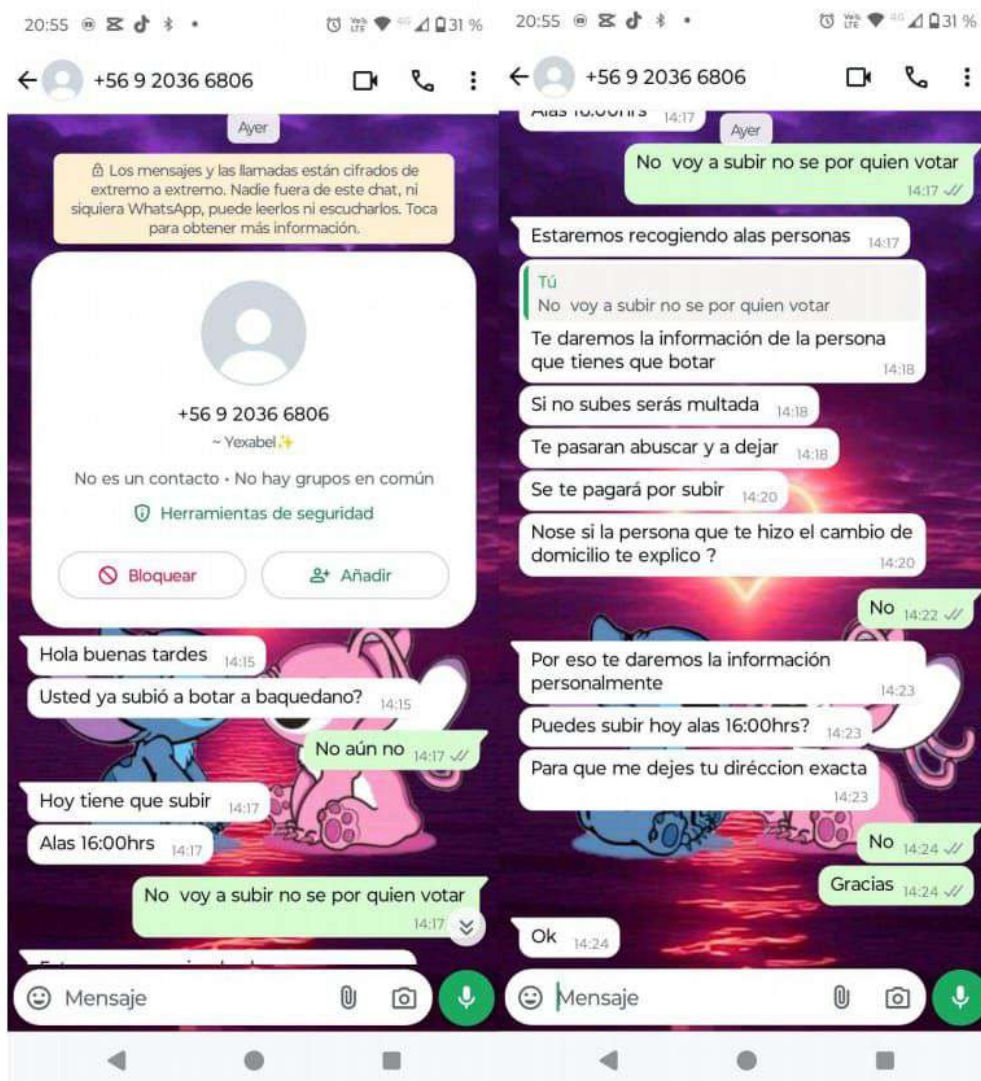 20:55
4G
31 %
+56 9 2036 6806
Ayer
Los mensajes y las llamadas están cifrados de
extremo a extremo. Nadie fuera de este chat, ni
siquiera WhatsApp, puede leerlos ni escucharlos. Toca
para obtener más información.
+56 9 2036 6806
~ Yexabel
No es un contacto · No hay grupos en común
Herramientas de seguridad
Bloquear
Añadir
Hola buenas tardes 14:15
Usted ya subió a botar a baquedano? 14:15
No aún no 14:17
Hoy tiene que subir 14:17
Alas 16:00hrs 14:17
No voy a subir no se por quien votar
14:17
Mensaje
20:55
4G
31 %
+56 9 2036 6806
Alas 16:00hrs 14:17
Ayer
No voy a subir no se por quien votar
14:17
Estaremos recogiendo alas personas 14:17
Tú
No voy a subir no se por quien votar
Te daremos la información de la persona
que tienes que botar
14:18
Si no subes serás multada 14:18
Te pasaran abuscar y a dejar 14:18
Se te pagará por subir 14:20
Nose si la persona que te hizo el cambio de
domicilio te explico ?
14:20
No 14:22
Por eso te daremos la información
personalmente
14:23
Puedes subir hoy alas 16:00hrs? 14:23
Para que me dejes tu diréccion exacta
14:23
No 14:24
Gracias 14:24
Ok 14:24
Mensaje